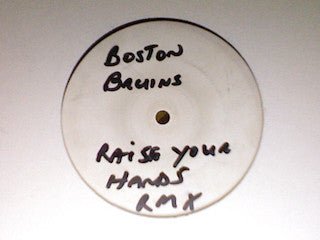 BOSTON
BRUINS
RAISE YOUR
HANDS
RMX